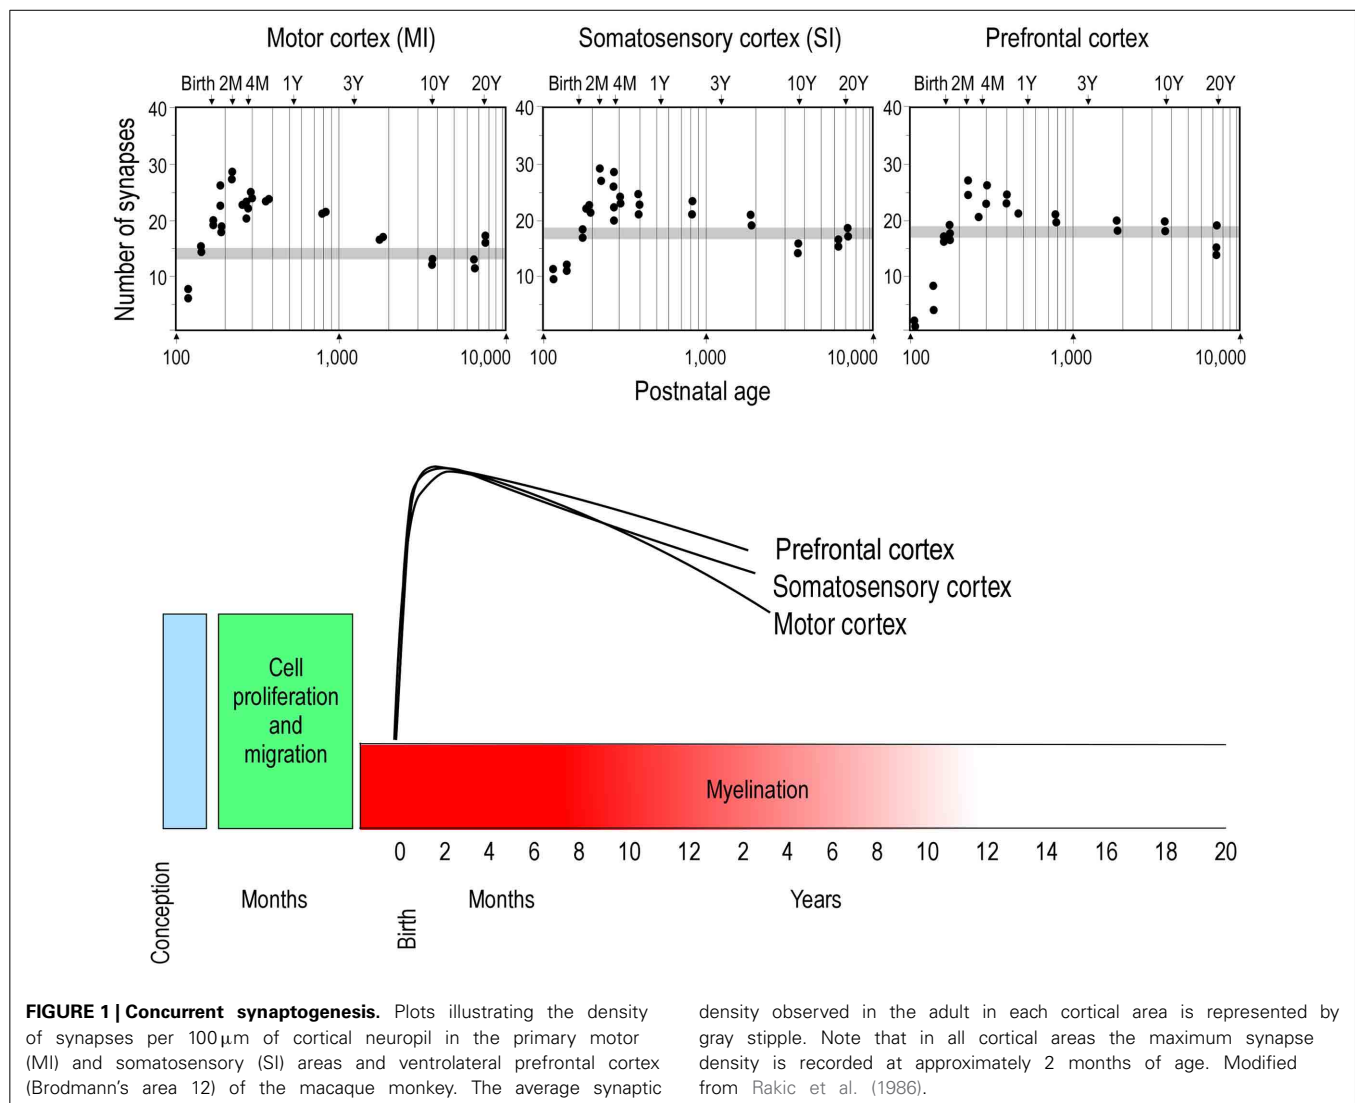 Motor cortex (MI)
Somatosensory cortex (SI)
Prefrontal cortex
Birth 2M 4M 1Y 3Y 10Y 20Y
Birth 2M 4M 1Y 3Y 10Y 20Y
Birth 2M 4M 1Y 3Y 10Y 20Y
Number of synapses
40
30
20
10
40
30
20
10
40
30
20
10
100 1,000 10,000
100 1,000 10,000
100 1,000 10,000
Postnatal age
Prefrontal cortex
Somatosensory cortex
Motor cortex
Cell
proliferation
and
migration
Myelination
0 2 4 6 8 10 12 2 4 6 8 10 12 14 16 18 20
Conception
Months
Birth
Months
Years
FIGURE 1 | Concurrent synaptogenesis. Plots illustrating the density
of synapses per 100 μm of cortical neuropil in the primary motor
(MI) and somatosensory (SI) areas and ventrolateral prefrontal cortex
(Brodmann's area 12) of the macaque monkey. The average synaptic
density observed in the adult in each cortical area is represented by
gray stipple. Note that in all cortical areas the maximum synapse
density is recorded at approximately 2 months of age. Modified
from Rakic et al. (1986).